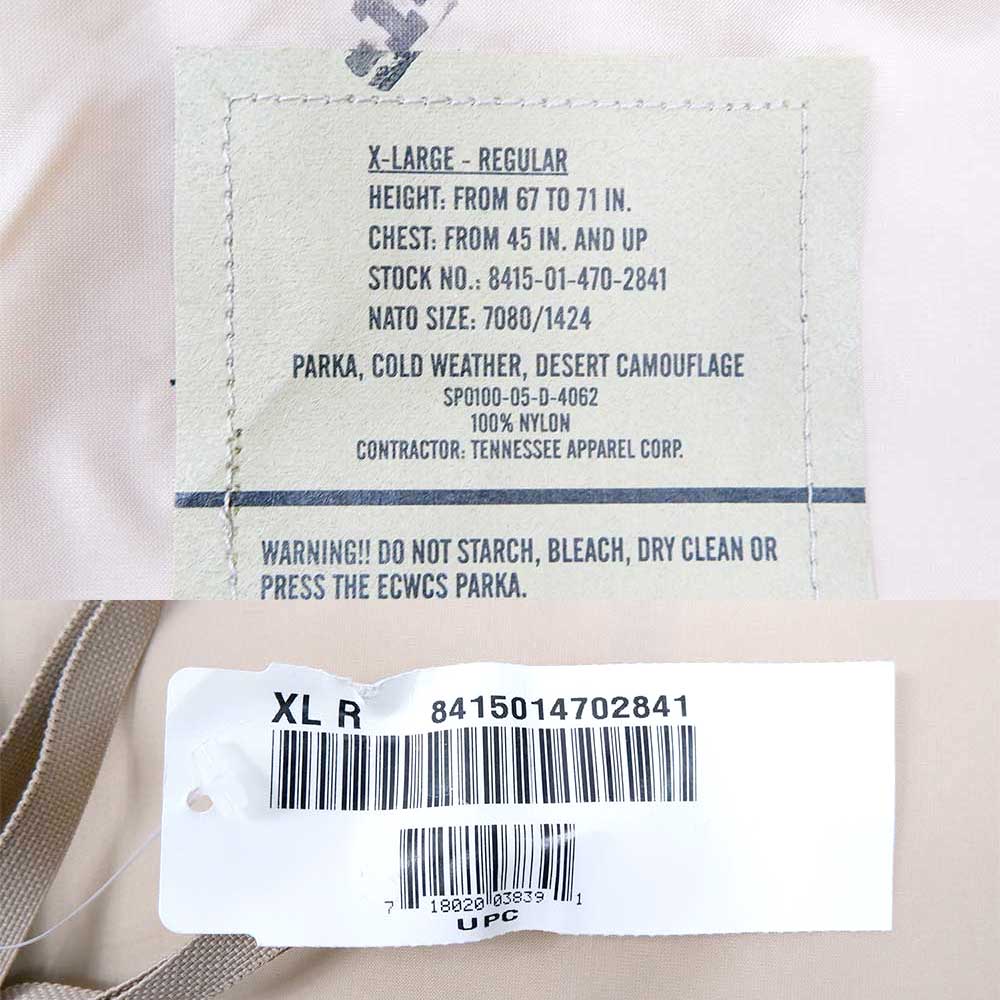 X-LARGE - REGULAR
HEIGHT: FROM 67 TO 71 IN.
CHEST: FROM 45 IN. AND UP
STOCK NO.: 8415-01-470-2841
NATO SIZE: 7080/1424
PARKA, COLD WEATHER, DESERT CAMOUFLAGE
SP0100-05-D-4062
100% NYLON
CONTRACTOR: TENNESSEE APPAREL CORP.
WARNING!! DO NOT STARCH, BLEACH, DRY CLEAN OR
PRESS THE ECWCS PARKA.
XL R 8415014702841
7 18020 03839 1
UPC